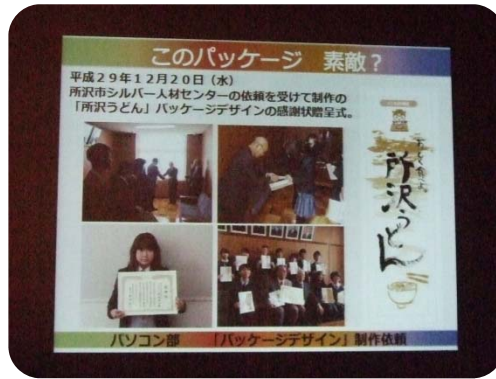 このパッケージ 素敵？
平成２９年１２月２０日（水）
所沢市シルバー人材センターの依頼を受けて制作の
「所沢うどん」パッケージデザインの感謝状贈呈式。
所沢うどん
パソコン部 「パッケージデザイン」制作依頼